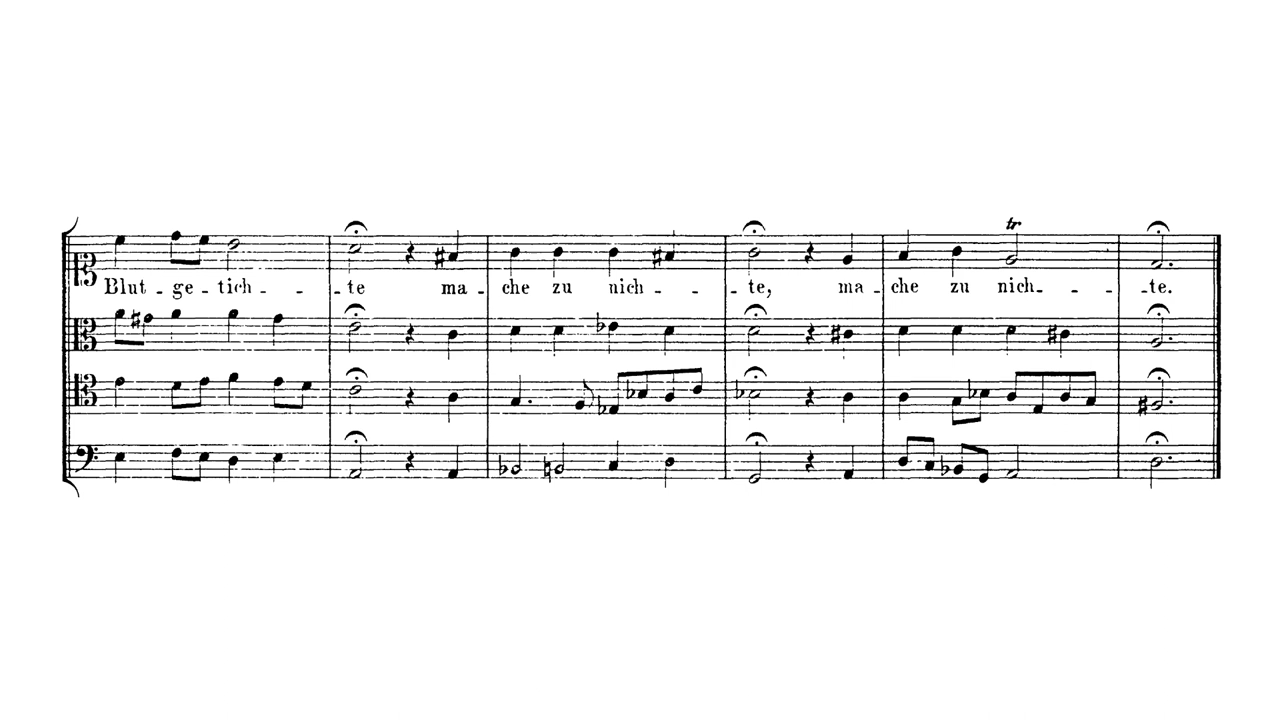 tr
Blut - ge - tich - - - te ma - che zu nich - - - te, ma - che zu nich - - - te.